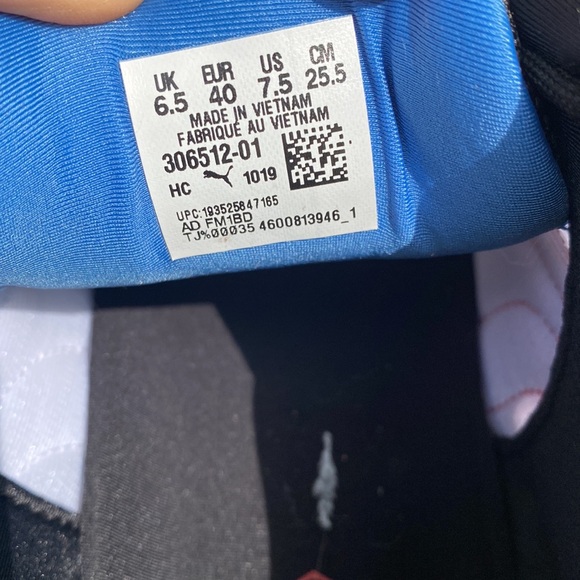 UK EUR US CM
6.5 40 7.5 25.5
MADE IN VIETNAM
FABRIQUÉ AU VIETNAM
306512-01
HC 1019
UPC:193525847165
AD FM1BD
TJ%00035 4600813946_1